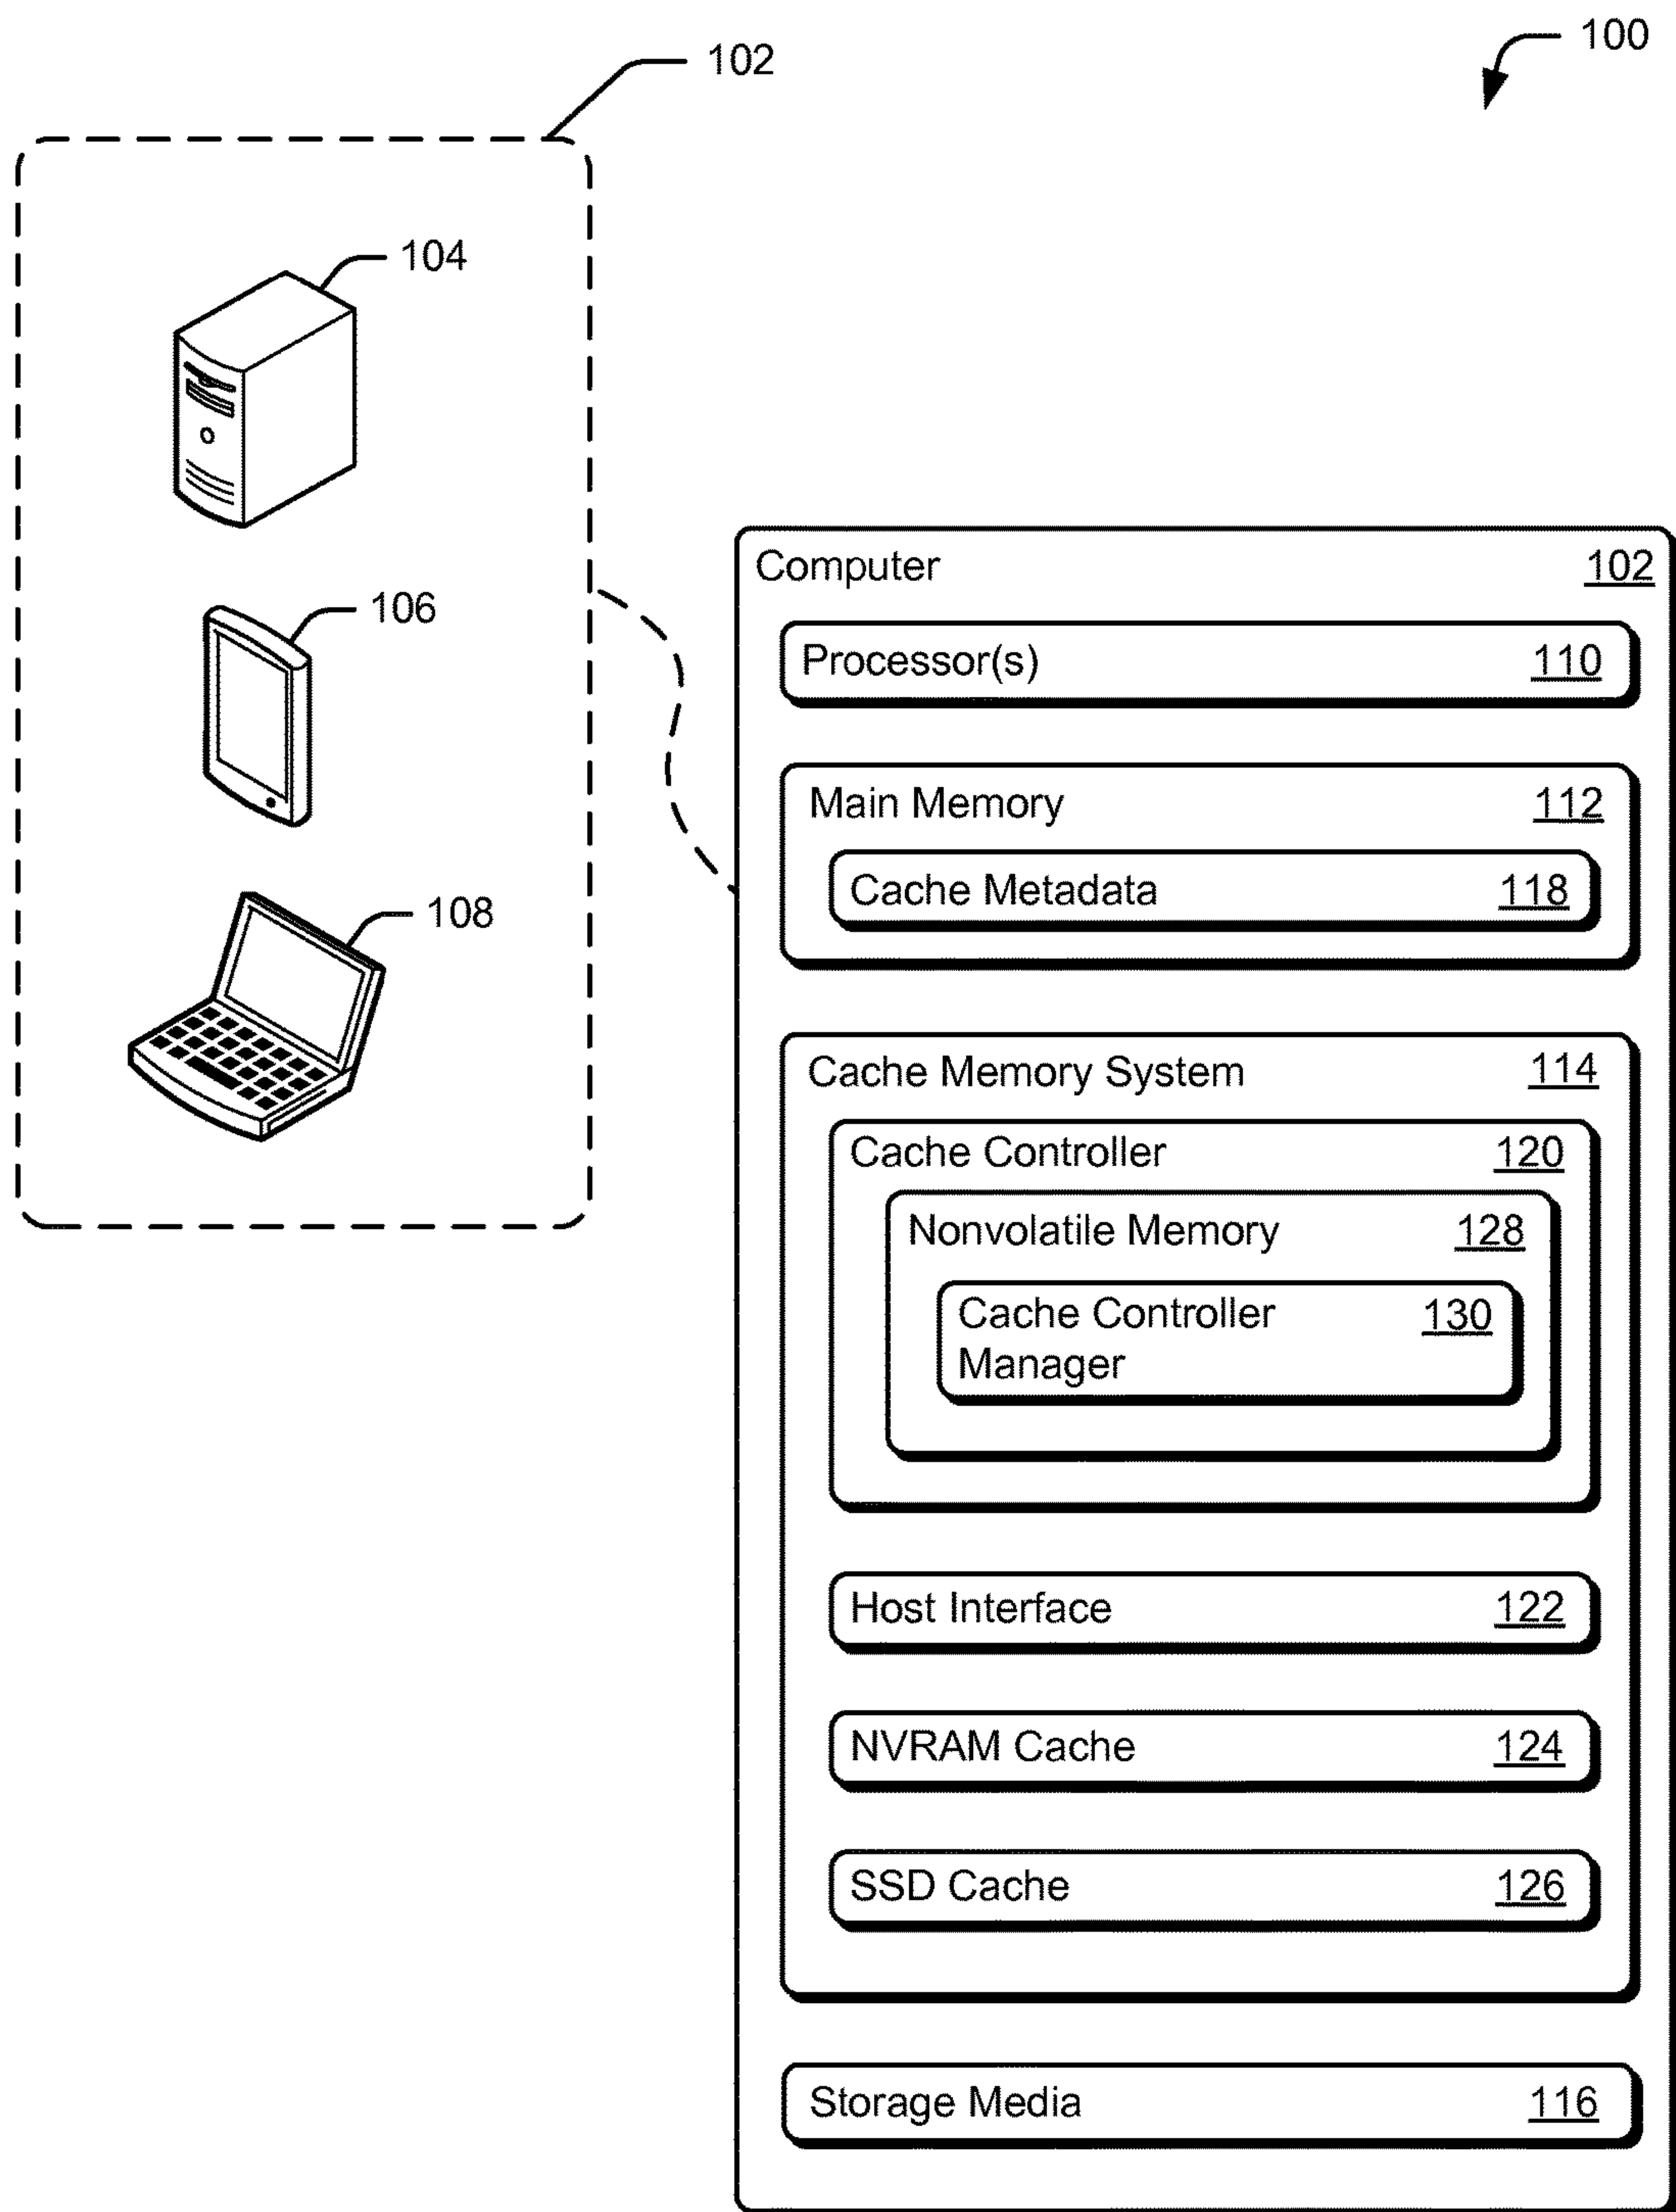 100
102
104
106
108
Computer 102
Processor(s) 110
Main Memory 112
Cache Metadata 118
Cache Memory System 114
Cache Controller 120
Nonvolatile Memory 128
Cache Controller 130
Manager
Host Interface 122
NVRAM Cache 124
SSD Cache 126
Storage Media 116